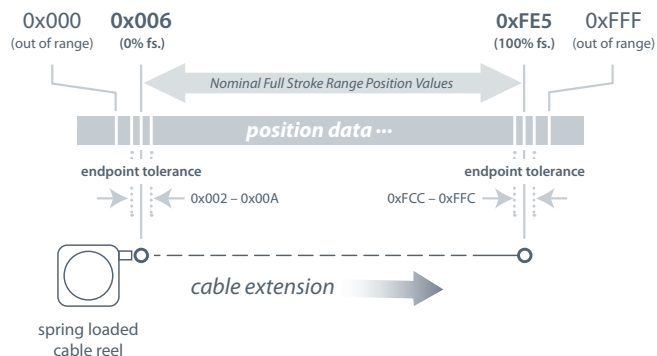 0x000 0x006 0xFE5 0xFFF
(out of range) (0% fs.) (100% fs.) (out of range)
Nominal Full Stroke Range Position Values
position data ···
endpoint tolerance endpoint tolerance
0x002 – 0x00A 0xFCC – 0xFFC
cable extension
spring loaded
cable reel